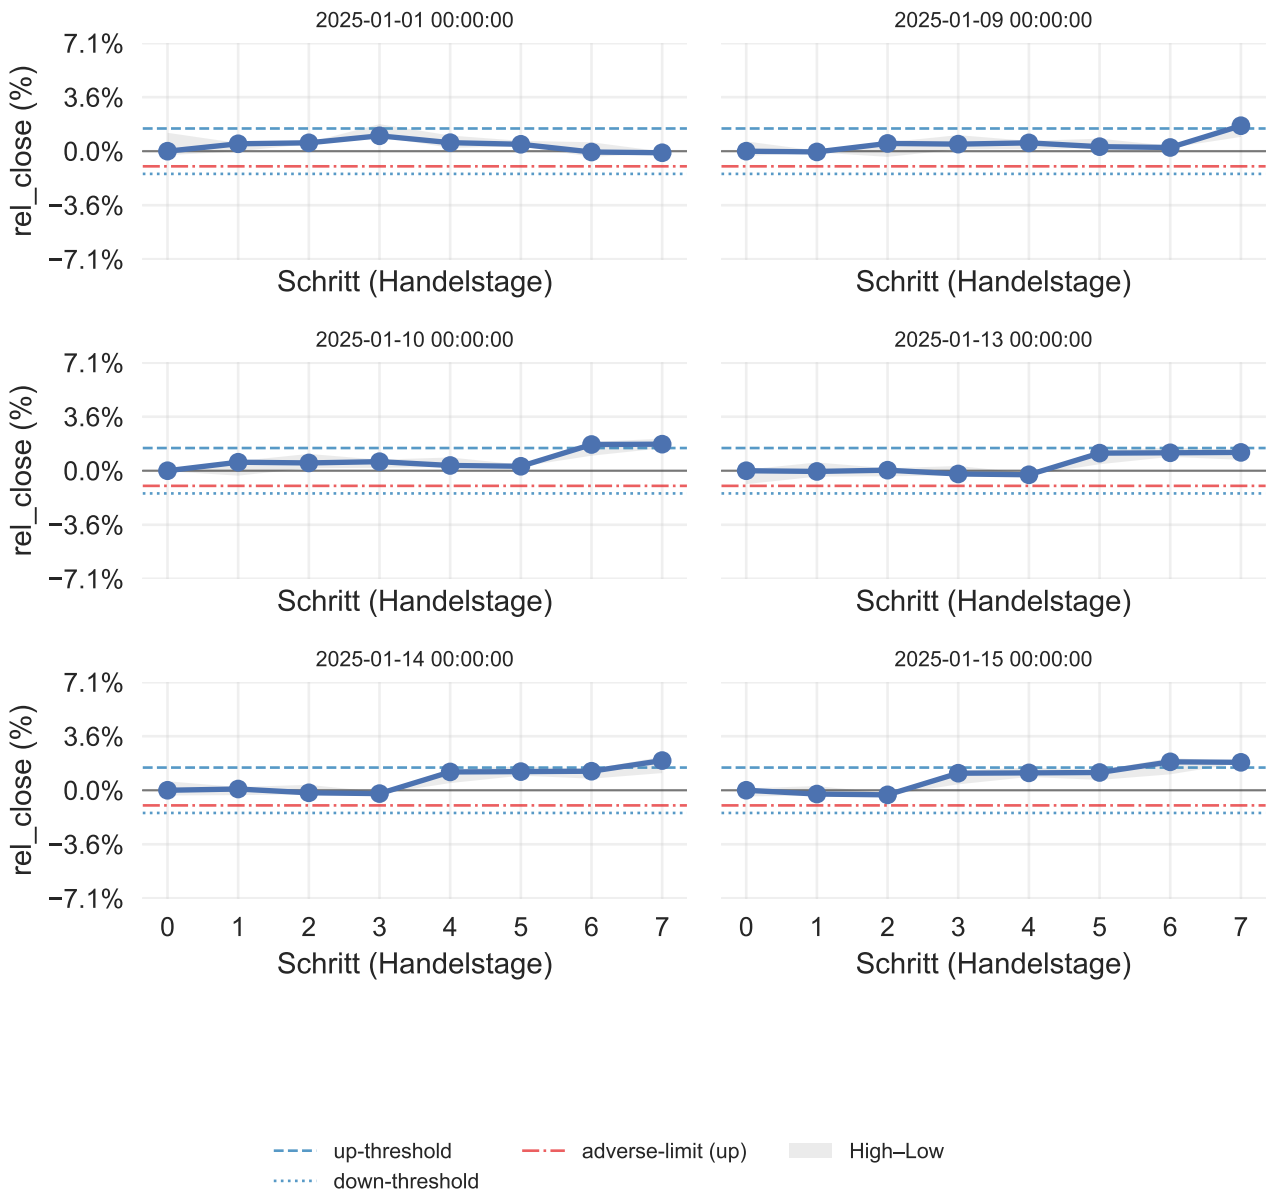 2025-01-01 00:00:00
2025-01-09 00:00:00
rel_close (%)
7.1%
3.6%
0.0%
−3.6%
−7.1%
Schritt (Handelstage)
Schritt (Handelstage)
2025-01-10 00:00:00
2025-01-13 00:00:00
rel_close (%)
7.1%
3.6%
0.0%
−3.6%
−7.1%
Schritt (Handelstage)
Schritt (Handelstage)
2025-01-14 00:00:00
2025-01-15 00:00:00
rel_close (%)
7.1%
3.6%
0.0%
−3.6%
−7.1%
0 1 2 3 4 5 6 7
0 1 2 3 4 5 6 7
Schritt (Handelstage)
Schritt (Handelstage)
up-threshold
adverse-limit (up)
High–Low
down-threshold